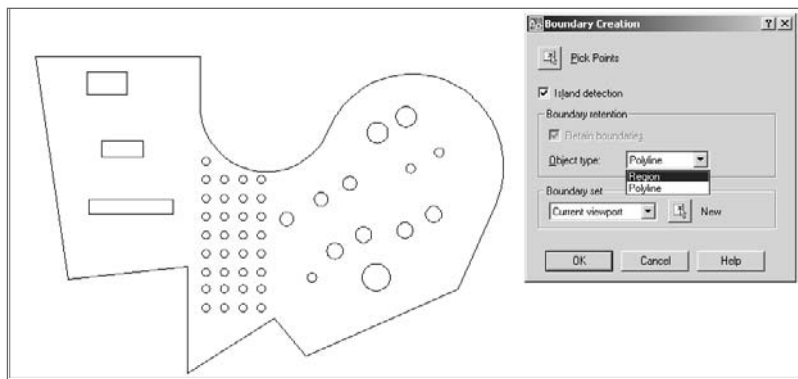 Boundary Creation
Pick Points
Island detection
Boundary retention
Retain boundaries
Object type: Polyline
Region
Polyline
Boundary set
Current viewport New
OK Cancel Help